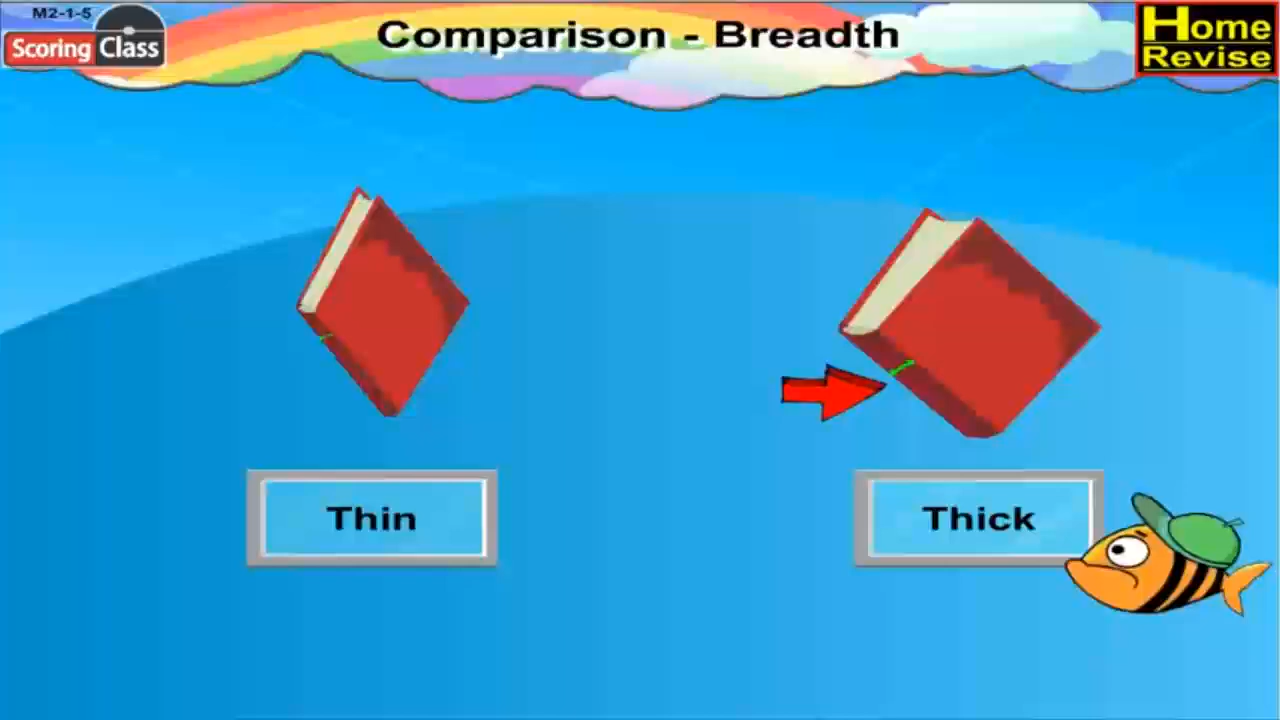 M2-1-5
Scoring Class
Comparison - Breadth
Home
Revise
Thin
Thick